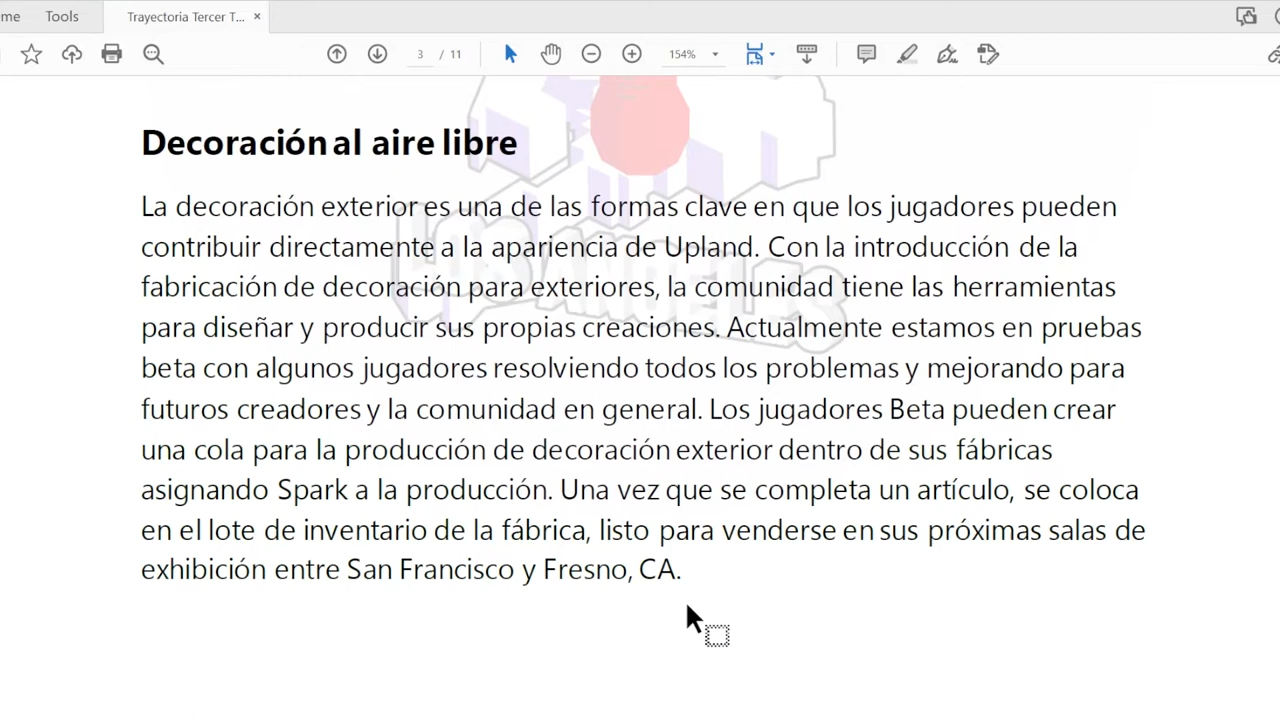 me
Tools
Trayectoria Tercer T... ×
3 / 11
154%
Decoración al aire libre
La decoración exterior es una de las formas clave en que los jugadores pueden
contribuir directamente a la apariencia de Upland. Con la introducción de la
fabricación de decoración para exteriores, la comunidad tiene las herramientas
para diseñar y producir sus propias creaciones. Actualmente estamos en pruebas
beta con algunos jugadores resolviendo todos los problemas y mejorando para
futuros creadores y la comunidad en general. Los jugadores Beta pueden crear
una cola para la producción de decoración exterior dentro de sus fábricas
asignando Spark a la producción. Una vez que se completa un artículo, se coloca
en el lote de inventario de la fábrica, listo para venderse en sus próximas salas de
exhibición entre San Francisco y Fresno, CA.
LOS ANGELES